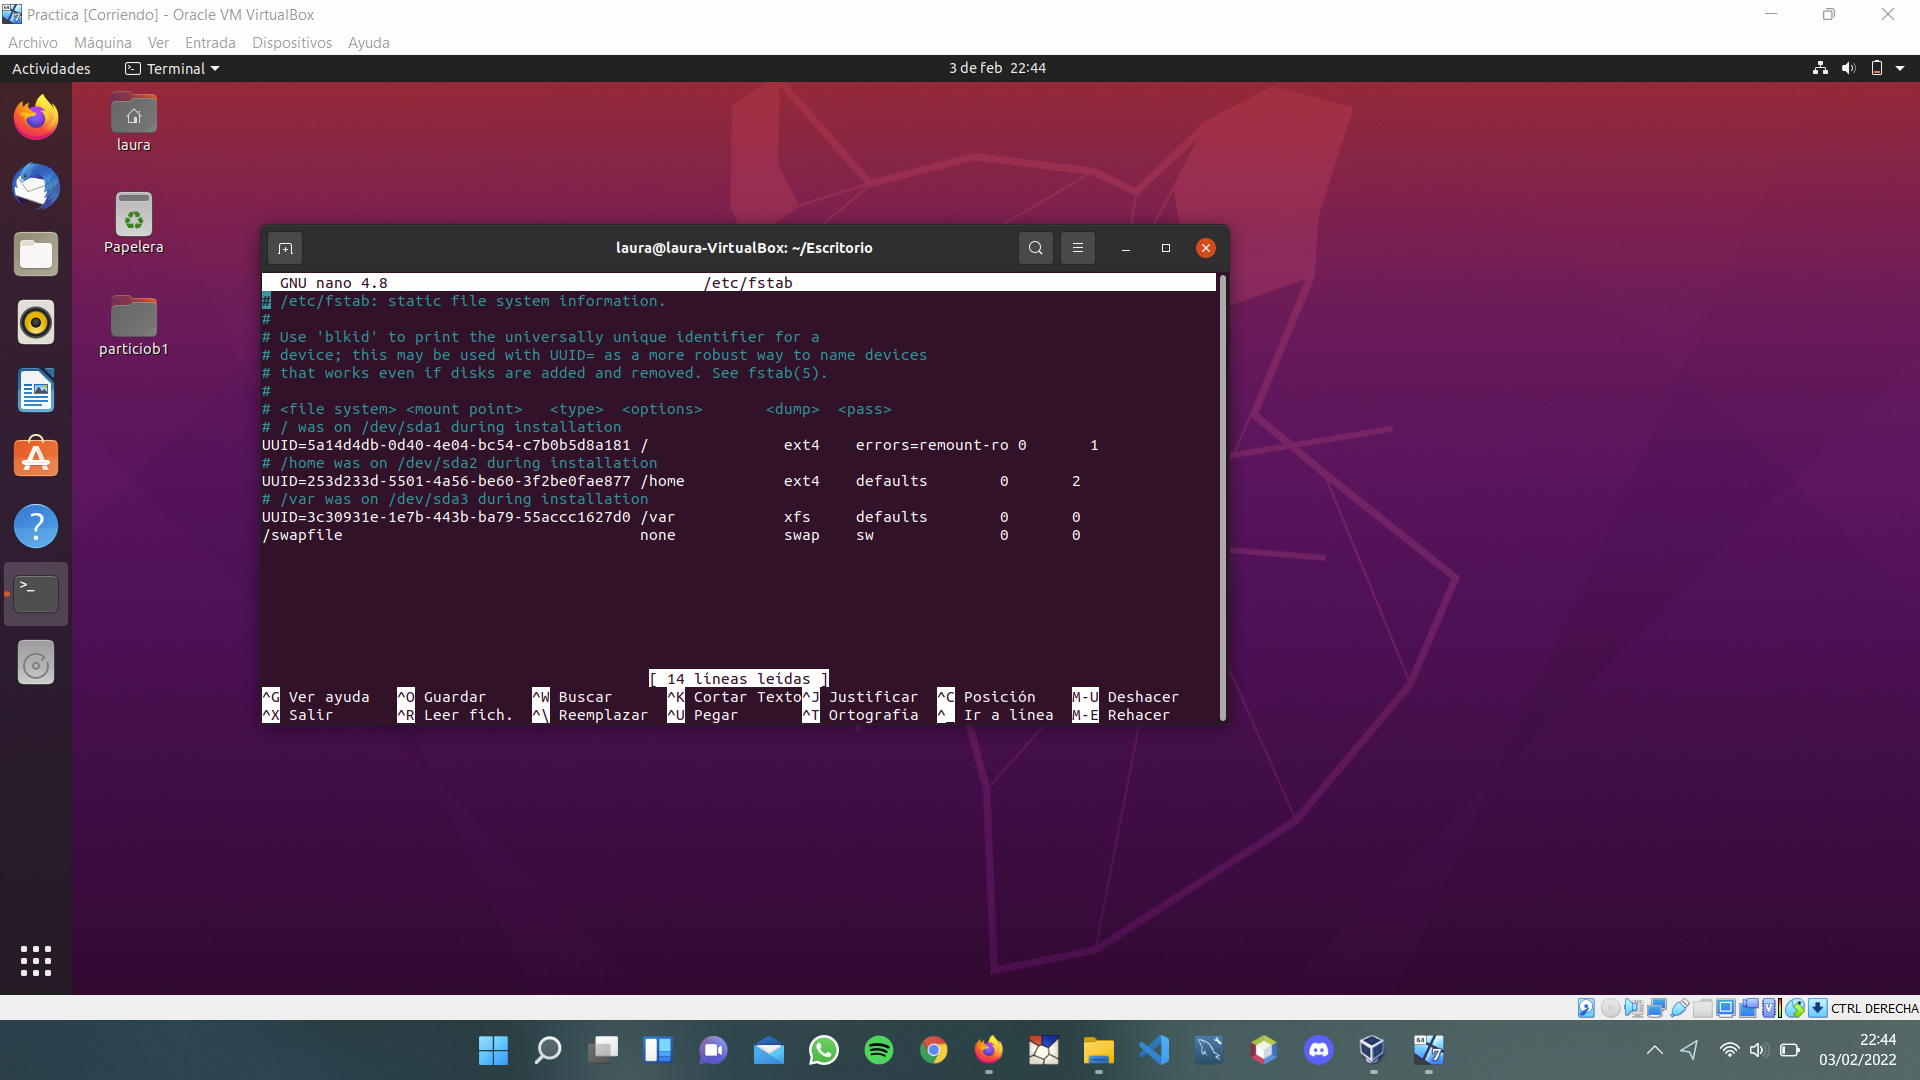 Practica [Corriendo] - Oracle VM VirtualBox
Archivo Máquina Ver Entrada Dispositivos Ayuda
Actividades Terminal 3 de feb 22:44
laura
Papelera
particiob1
laura@laura-VirtualBox: ~/Escritorio
GNU nano 4.8 /etc/fstab
# /etc/fstab: static file system information.
#
# Use 'blkid' to print the universally unique identifier for a
# device; this may be used with UUID= as a more robust way to name devices
# that works even if disks are added and removed. See fstab(5).
#
# <file system> <mount point> <type> <options> <dump> <pass>
# / was on /dev/sda1 during installation
UUID=5a14d4db-0d40-4e04-bc54-c7b0b5d8a181 / ext4 errors=remount-ro 0 1
# /home was on /dev/sda2 during installation
UUID=253d233d-5501-4a56-be60-3f2be0fae877 /home ext4 defaults 0 2
# /var was on /dev/sda3 during installation
UUID=3c30931e-1e7b-443b-ba79-55accc1627d0 /var xfs defaults 0 0
/swapfile none swap sw 0 0
[ 14 líneas leídas ]
^G Ver ayuda ^O Guardar ^W Buscar ^K Cortar Texto ^J Justificar ^C Posición M-U Deshacer
^X Salir ^R Leer fich. ^\ Reemplazar ^U Pegar ^T Ortografía ^_ Ir a línea M-E Rehacer
CTRL DERECHA
22:44
03/02/2022